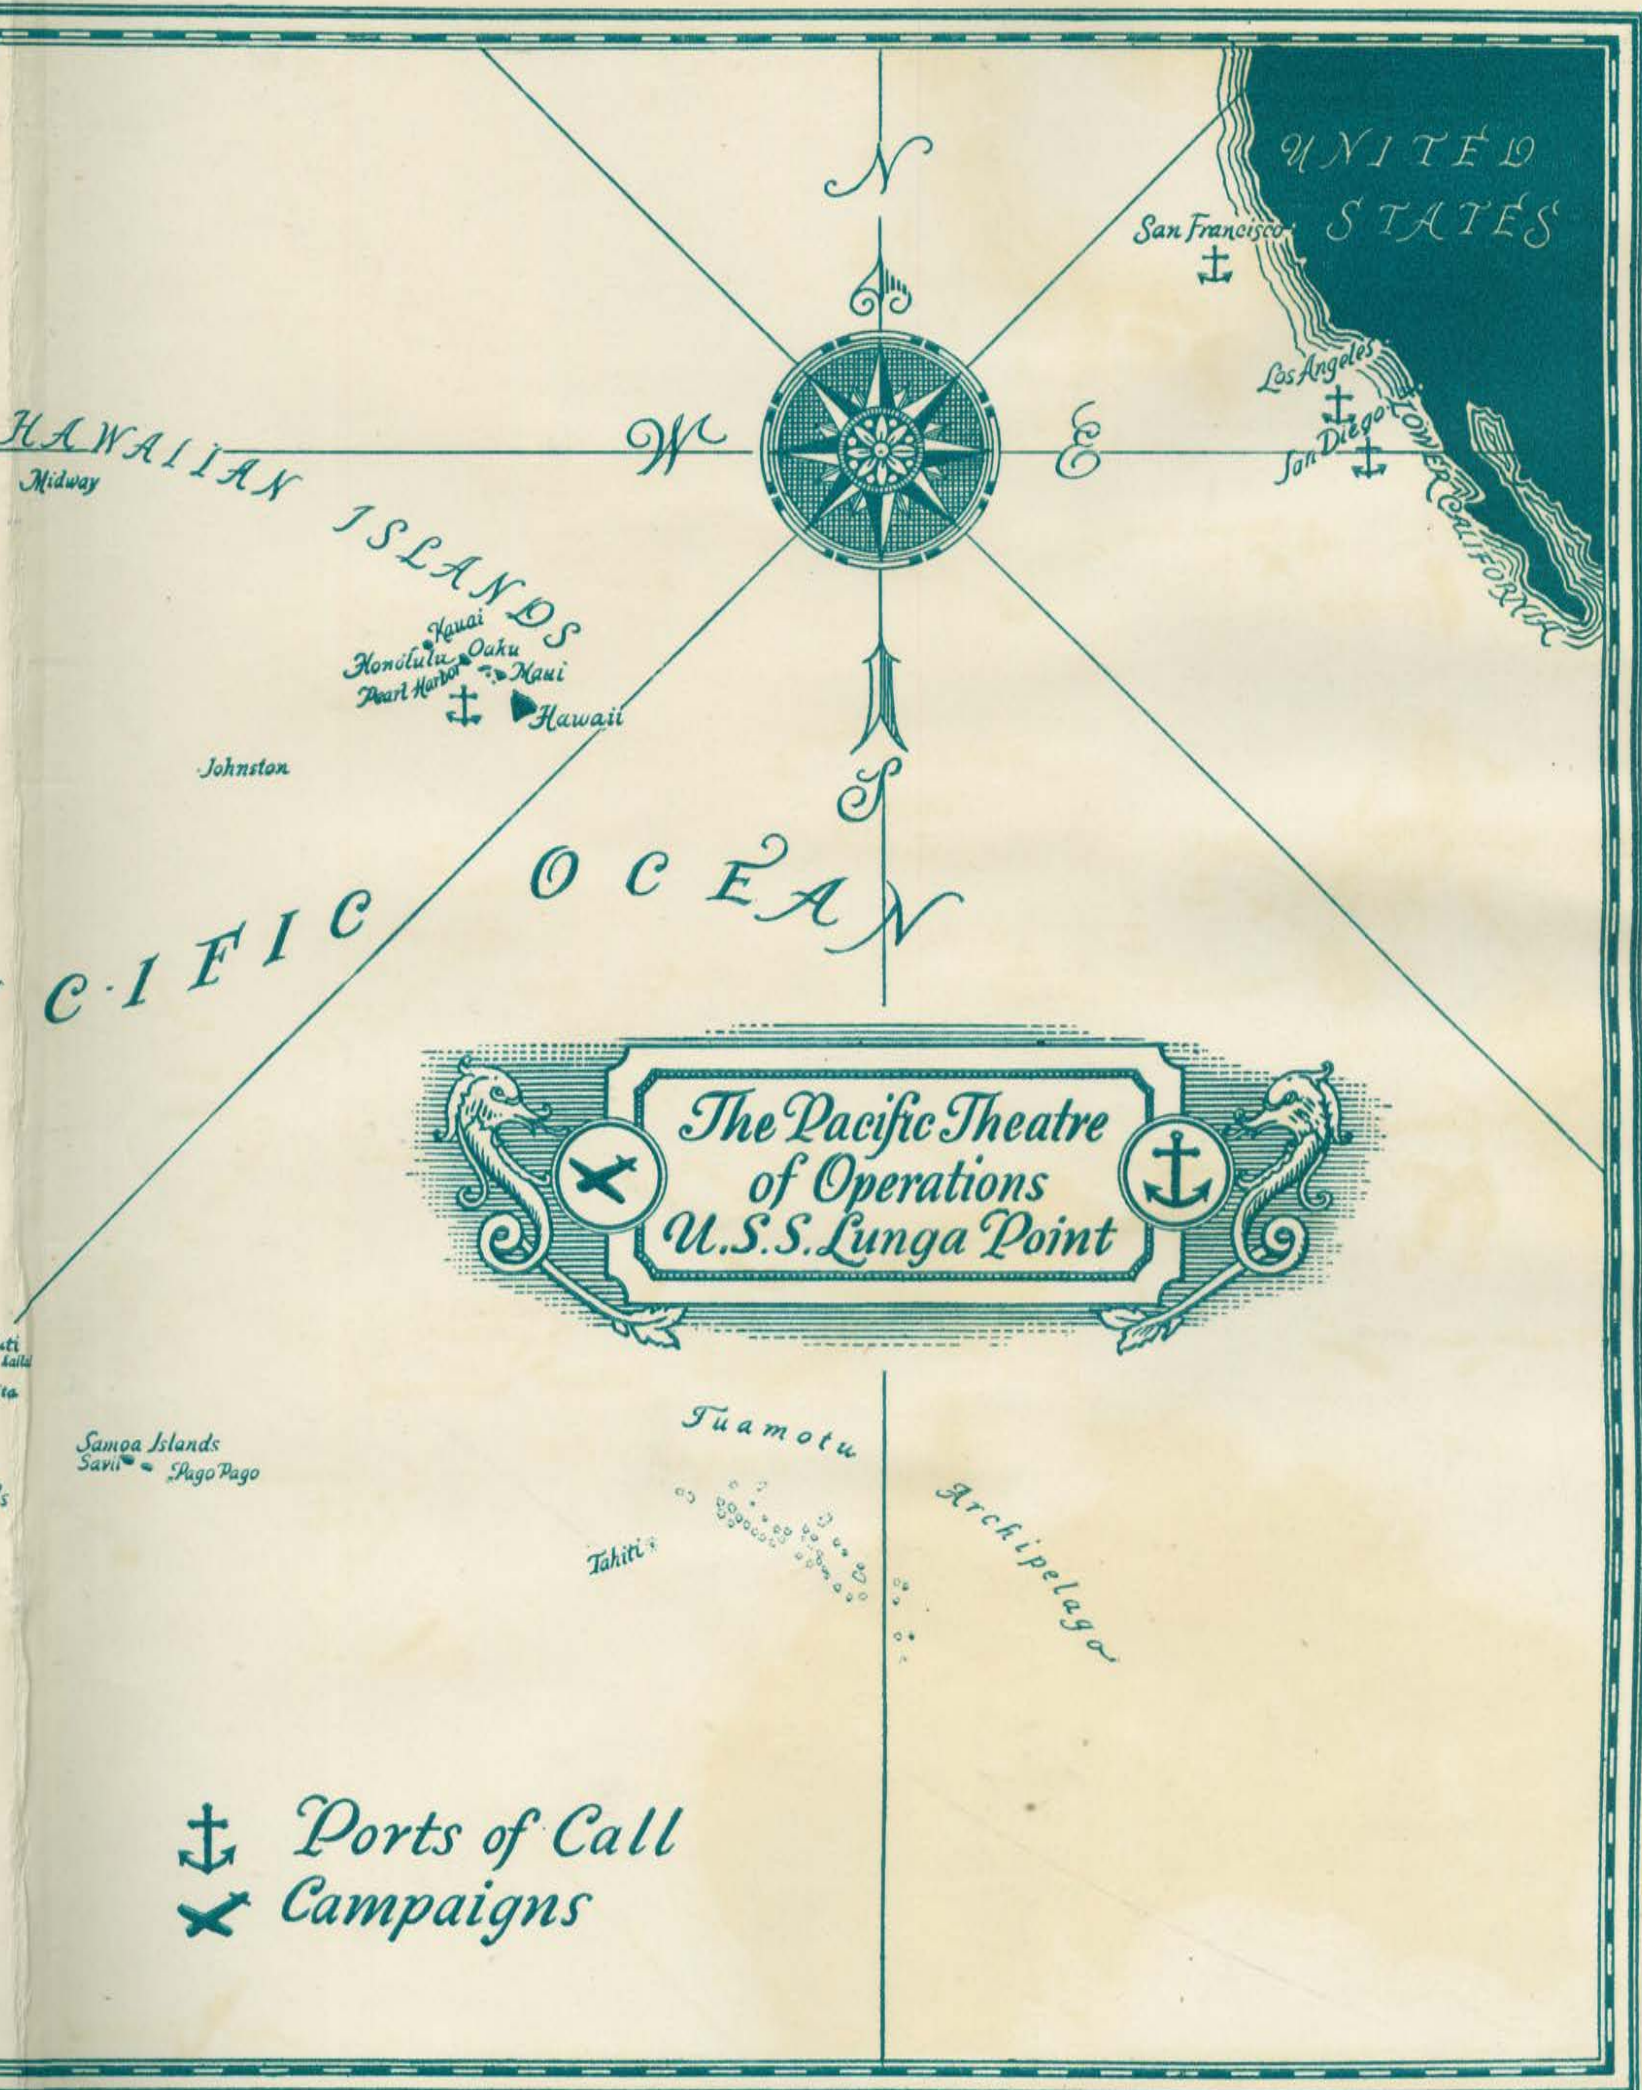 N
UNITED
STATES
San Francisco
Los Angeles
San Diego
LOWER CALIFORNIA
W
E
HAWALIAN ISLANDS
Midway
Kauai
Honolulu
Oaku
Pearl Harbor
Maui
Hawaii
Johnston
S
CIFIC OCEAN
The Pacific Theatre
of Operations
U.S.S. Lunga Point
Samoa Islands
Savii
Pago Pago
Tuamotu
Archipelago
Tahiti
Ports of Call
Campaigns